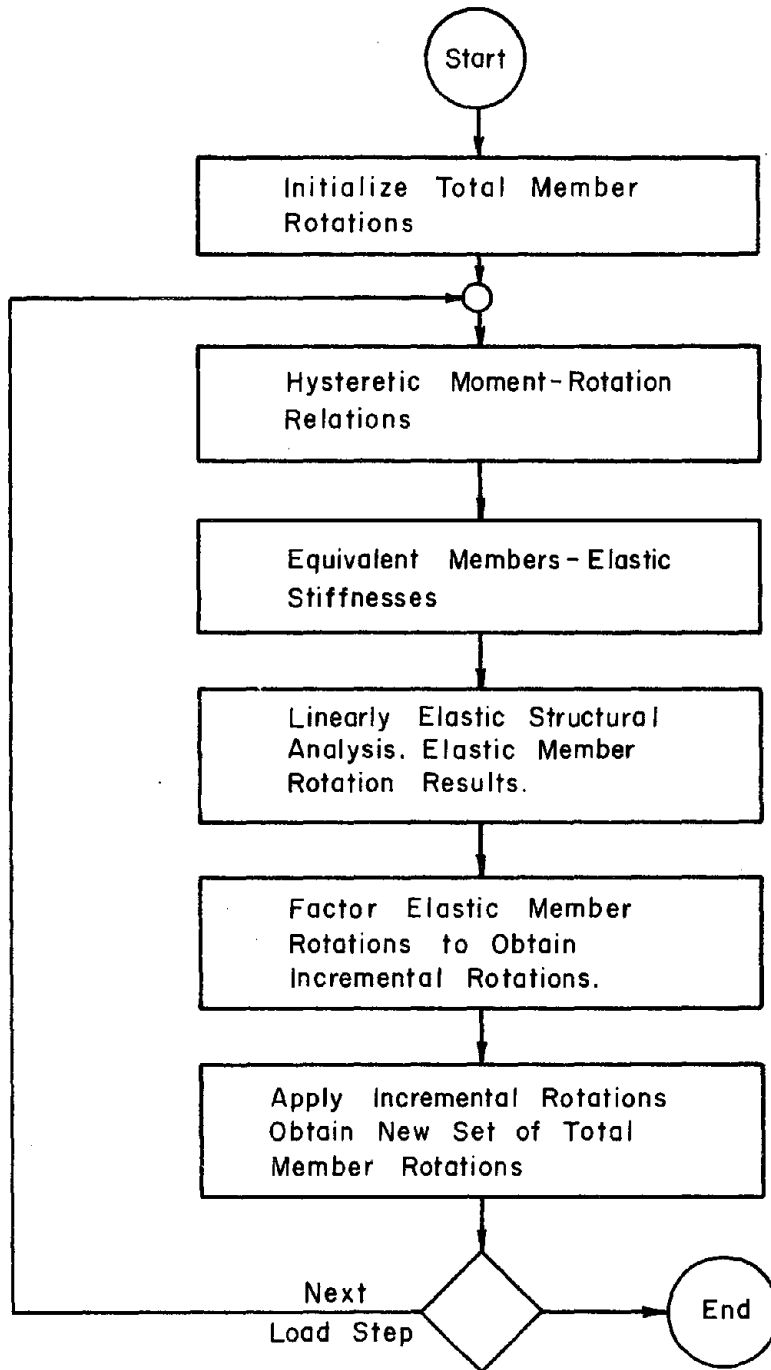 Start
Initialize Total Member
Rotations
Hysteretic Moment-Rotation
Relations
Equivalent Members-Elastic
Stiffnesses
Linearly Elastic Structural
Analysis. Elastic Member
Rotation Results.
Factor Elastic Member
Rotations to Obtain
Incremental Rotations.
Apply Incremental Rotations
Obtain New Set of Total
Member Rotations
Next
Load Step
End